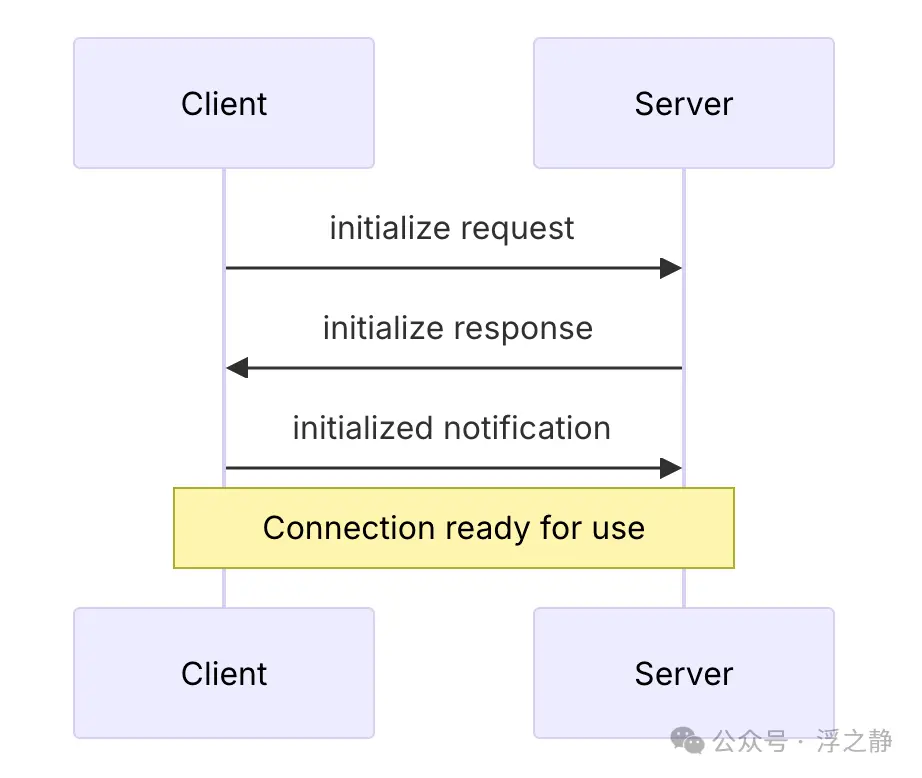 Client
Server
initialize request
initialize response
initialized notification
Connection ready for use
Client
Server
公众号 · 浮之静